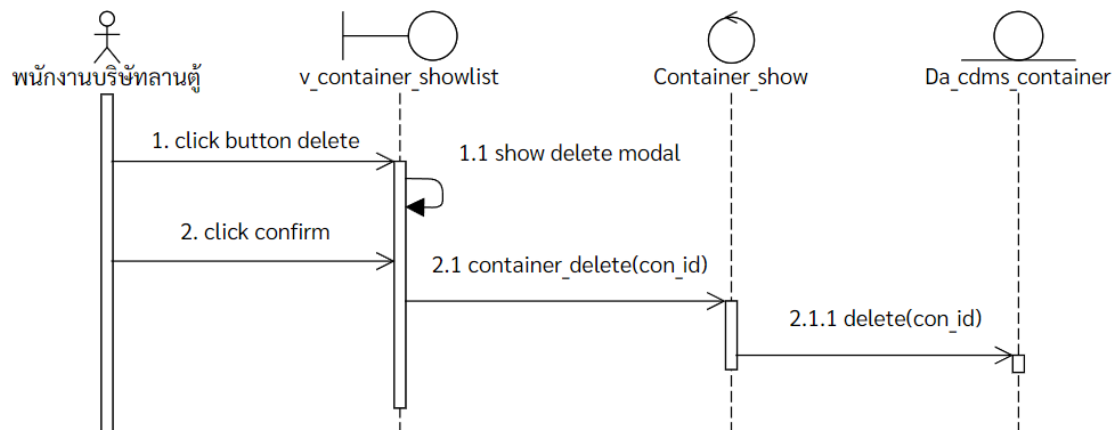 พนักงานบริษัทลานตู้
v_container_showlist
Container_show
Da_cdms_container
1. click button delete
1.1 show delete modal
2. click confirm
2.1 container_delete(con_id)
2.1.1 delete(con_id)